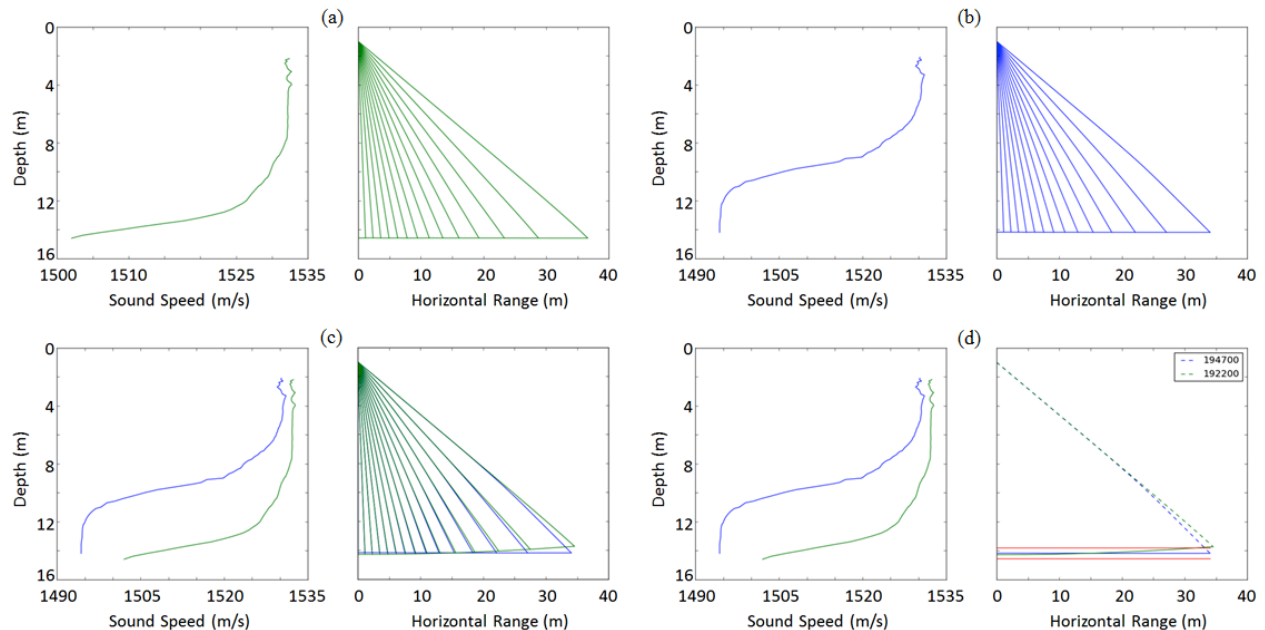 (a)
(b)
0
4
8
12
16
Depth (m)
1500 1510 1525 1535
Sound Speed (m/s)
0 10 20 30 40
Horizontal Range (m)
0
4
8
12
16
Depth (m)
1490 1505 1525 1535
Sound Speed (m/s)
0 10 20 30 40
Horizontal Range (m)
(c)
(d)
0
4
8
12
16
Depth (m)
1490 1505 1525 1535
Sound Speed (m/s)
0 10 20 30 40
Horizontal Range (m)
0
4
8
12
16
Depth (m)
1490 1505 1525 1535
Sound Speed (m/s)
194700
192200
0 10 20 30 40
Horizontal Range (m)